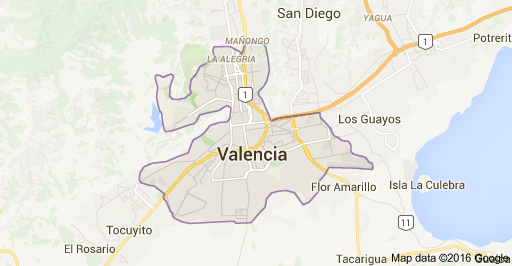 San Diego
YAGUA
MAÑONGO
LA ALEGRÍA
1
Potrerit
1
Los Guayos
Valencia
Flor Amarillo
Isla La Culebra
Tocuyito
11
El Rosario
Tacarigua
Map data ©2016 Google